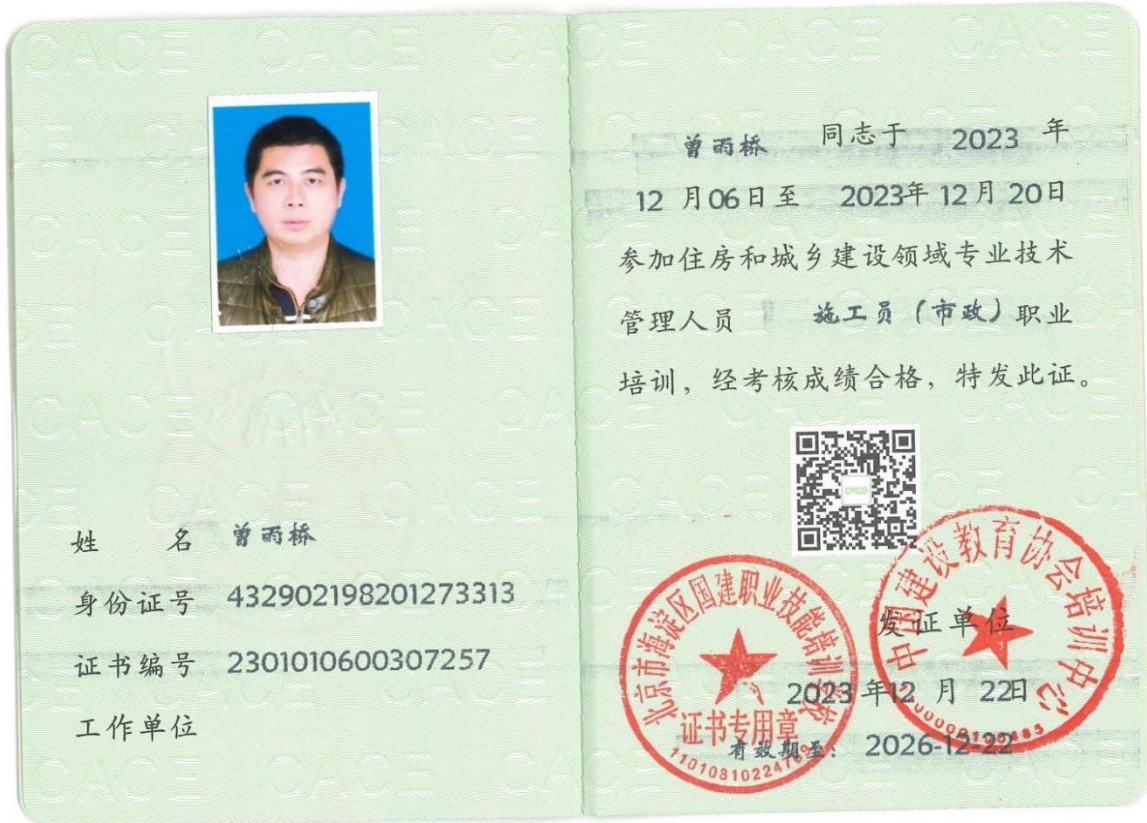 姓 名 曾雨桥
身份证号 432902198201273313
证书编号 2301010600307257
工作单位
曾雨桥 同志于 2023 年
12 月 06 日至 2023年 12 月 20日
参加住房和城乡建设领域专业技术
管理人员 施工员（市政）职业
培训，经考核成绩合格，特发此证。
CACE
北京市海淀区国建职业技能培训学校
证书专用章
中国建设教育协会培训中心
发证单位
2023 年12 月 22日
有效期至： 2026-12-22